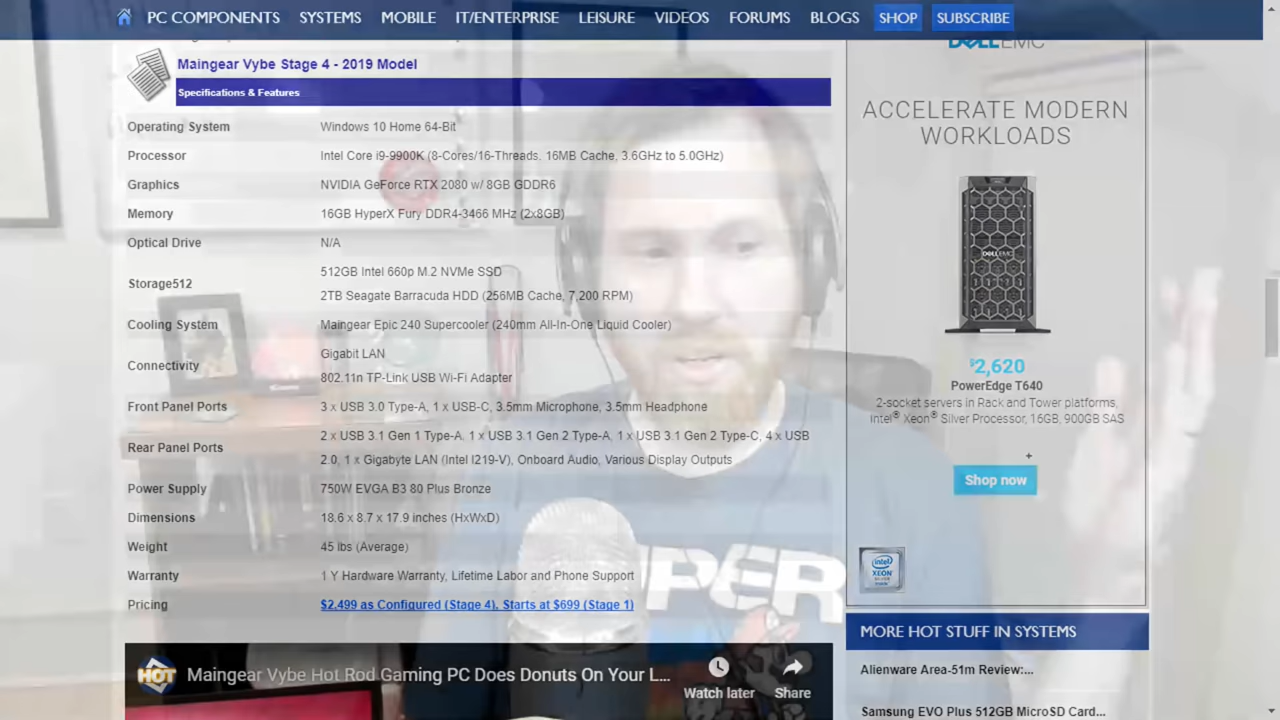 PC COMPONENTS SYSTEMS MOBILE IT/ENTERPRISE LEISURE VIDEOS FORUMS BLOGS SHOP SUBSCRIBE
Maingear Vybe Stage 4 - 2019 Model
Specifications & Features
Operating System Windows 10 Home 64-Bit
Processor Intel Core i9-9900K (8-Cores/16-Threads. 16MB Cache, 3.6GHz to 5.0GHz)
Graphics NVIDIA GeForce RTX 2080 w/ 8GB GDDR6
Memory 16GB HyperX Fury DDR4-3466 MHz (2x8GB)
Optical Drive N/A
Storage512 512GB Intel 660p M.2 NVMe SSD
2TB Seagate Barracuda HDD (256MB Cache, 7,200 RPM)
Cooling System Maingear Epic 240 Supercooler (240mm All-In-One Liquid Cooler)
Connectivity Gigabit LAN
802.11n TP-Link USB Wi-Fi Adapter
Front Panel Ports 3 x USB 3.0 Type-A, 1 x USB-C, 3.5mm Microphone, 3.5mm Headphone
Rear Panel Ports 2 x USB 3.1 Gen 1 Type-A, 1 x USB 3.1 Gen 2 Type-A, 1 x USB 3.1 Gen 2 Type-C, 4 x USB
2.0, 1 x Gigabyte LAN (Intel I219-V), Onboard Audio, Various Display Outputs
Power Supply 750W EVGA B3 80 Plus Bronze
Dimensions 18.6 x 8.7 x 17.9 inches (HxWxD)
Weight 45 lbs (Average)
Warranty 1 Y Hardware Warranty, Lifetime Labor and Phone Support
Pricing $2,499 as Configured (Stage 4), Starts at $699 (Stage 1)
HOT Maingear Vybe Hot Rod Gaming PC Does Donuts On Your L...
Watch later Share
DELL EMC
ACCELERATE MODERN
WORKLOADS
DELL EMC
$2,620
PowerEdge T640
2-socket servers in Rack and Tower platforms,
Intel® Xeon® Silver Processor, 16GB, 900GB SAS
Shop now
intel
XEON
MORE HOT STUFF IN SYSTEMS
Alienware Area-51m Review:...
Samsung EVO Plus 512GB MicroSD Card...
UPER
Canon